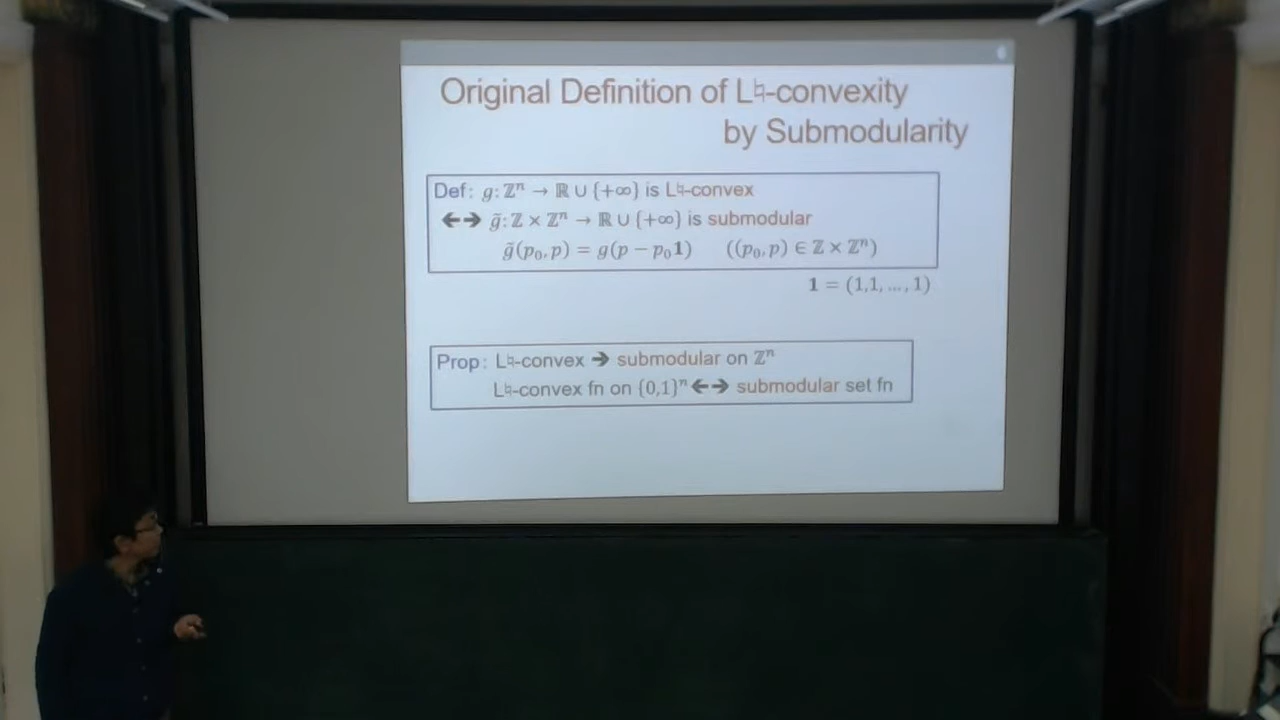 Original Definition of L♮-convexity
by Submodularity
Def: g: ℤⁿ → ℝ ∪ {+∞} is L♮-convex
↔ g̃: ℤ × ℤⁿ → ℝ ∪ {+∞} is submodular
g̃(p₀, p) = g(p − p₀𝟏) ((p₀, p) ∈ ℤ × ℤⁿ)
𝟏 = (1,1, …, 1)
Prop: L♮-convex ➔ submodular on ℤⁿ
L♮-convex fn on {0,1}ⁿ ↔ submodular set fn